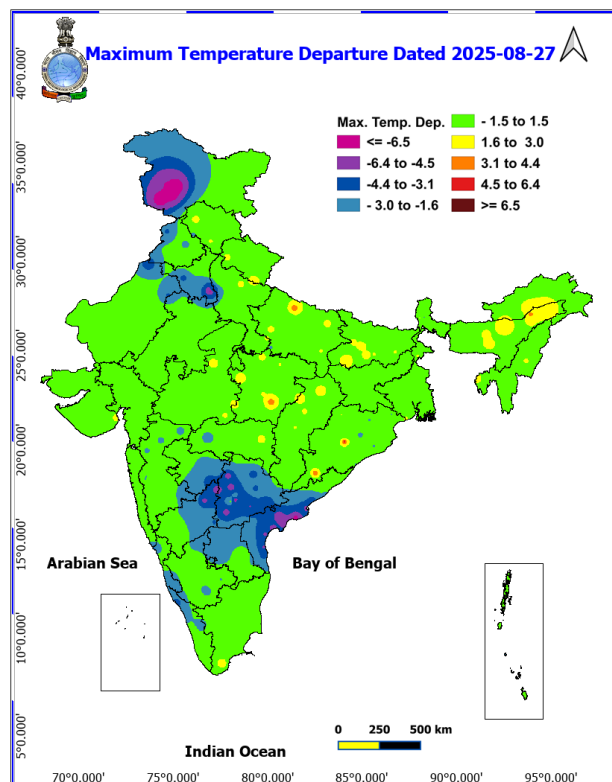 Maximum Temperature Departure Dated 2025-08-27
Max. Temp. Dep.
<= -6.5
-6.4 to -4.5
-4.4 to -3.1
- 3.0 to -1.6
- 1.5 to 1.5
1.6 to 3.0
3.1 to 4.4
4.5 to 6.4
>= 6.5
40°0.000'
35°0.000'
30°0.000'
25°0.000'
20°0.000'
15°0.000'
10°0.000'
5°0.000'
Arabian Sea
Bay of Bengal
0 250 500 km
Indian Ocean
70°0.000' 75°0.000' 80°0.000' 85°0.000' 90°0.000' 95°0.000'